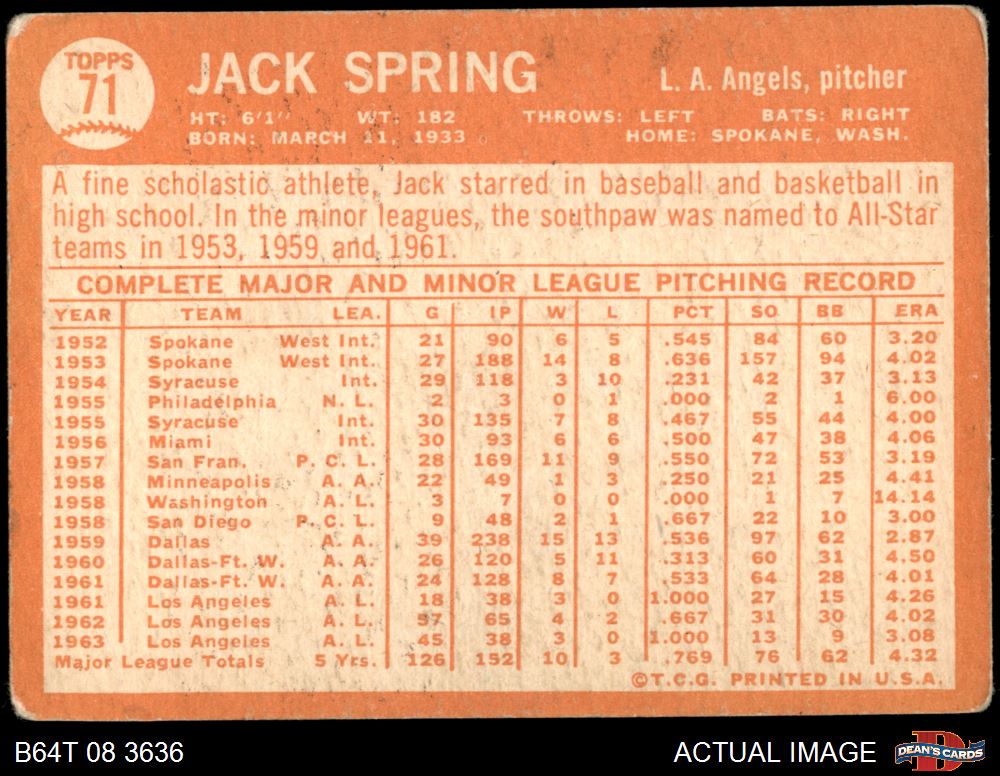 TOPPS
71
JACK SPRING
L. A. Angels, pitcher
HT: 6'1" WT: 182 THROWS: LEFT BATS: RIGHT
BORN: MARCH 11, 1933 HOME: SPOKANE, WASH.
A fine scholastic athlete, Jack starred in baseball and basketball in
high school. In the minor leagues, the southpaw was named to All-Star
teams in 1953, 1959 and 1961.
COMPLETE MAJOR AND MINOR LEAGUE PITCHING RECORD
YEAR TEAM LEA. G IP W L PCT SO BB ERA
1952 Spokane West Int. 21 90 6 5 .545 84 60 3.20
1953 Spokane West Int. 27 188 14 8 .636 157 94 4.02
1954 Syracuse Int. 29 118 3 10 .231 42 37 3.13
1955 Philadelphia N. L. 2 3 0 1 .000 2 1 6.00
1955 Syracuse Int. 30 135 7 8 .467 55 44 4.00
1956 Miami Int. 30 93 6 6 .500 47 38 4.06
1957 San Fran. P. C. L. 28 169 11 9 .550 72 53 3.19
1958 Minneapolis A. A. 22 49 1 3 .250 21 25 4.41
1958 Washington A. L. 3 7 0 0 .000 1 7 14.14
1958 San Diego P. C. L. 9 48 2 1 .667 22 10 3.00
1959 Dallas A. A. 39 238 15 13 .536 97 62 2.87
1960 Dallas-Ft. W. A. A. 26 120 5 11 .313 60 31 4.50
1961 Dallas-Ft. W. A. A. 24 128 8 7 .533 64 28 4.01
1961 Los Angeles A. L. 18 38 3 0 1.000 27 15 4.26
1962 Los Angeles A. L. 57 65 4 2 .667 31 30 4.02
1963 Los Angeles A. L. 45 38 3 0 1.000 13 9 3.08
Major League Totals 5 Yrs. 126 152 10 3 .769 76 62 4.32
©T.C.G. PRINTED IN U.S.A.
B64T 08 3636
ACTUAL IMAGE
DEAN'S CARDS